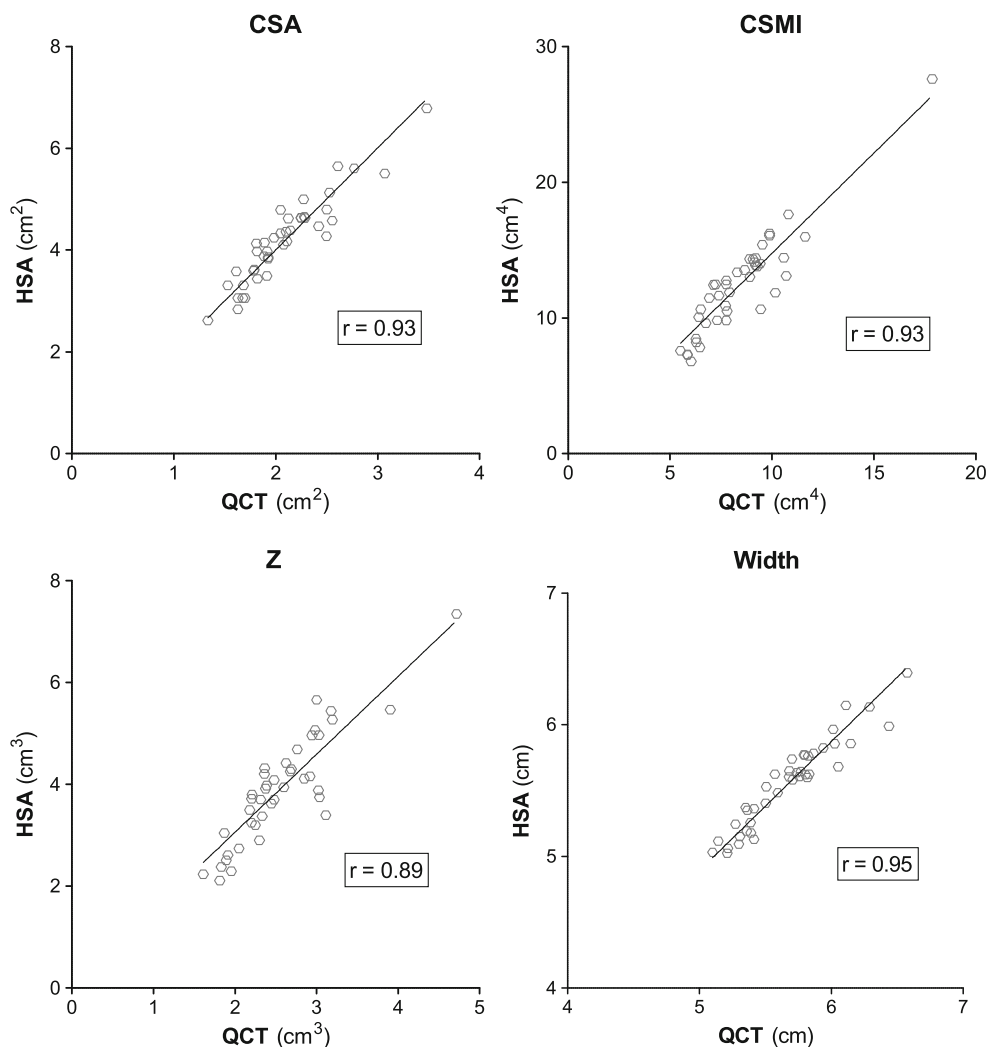 CSA
8
6
4
2
0
HSA (cm²)
r = 0.93
0 1 2 3 4
QCT (cm²)
CSMI
30
20
10
0
HSA (cm⁴)
r = 0.93
0 5 10 15 20
QCT (cm⁴)
Z
8
6
4
2
0
HSA (cm³)
r = 0.89
0 1 2 3 4 5
QCT (cm³)
Width
7
6
5
4
HSA (cm)
r = 0.95
4 5 6 7
QCT (cm)